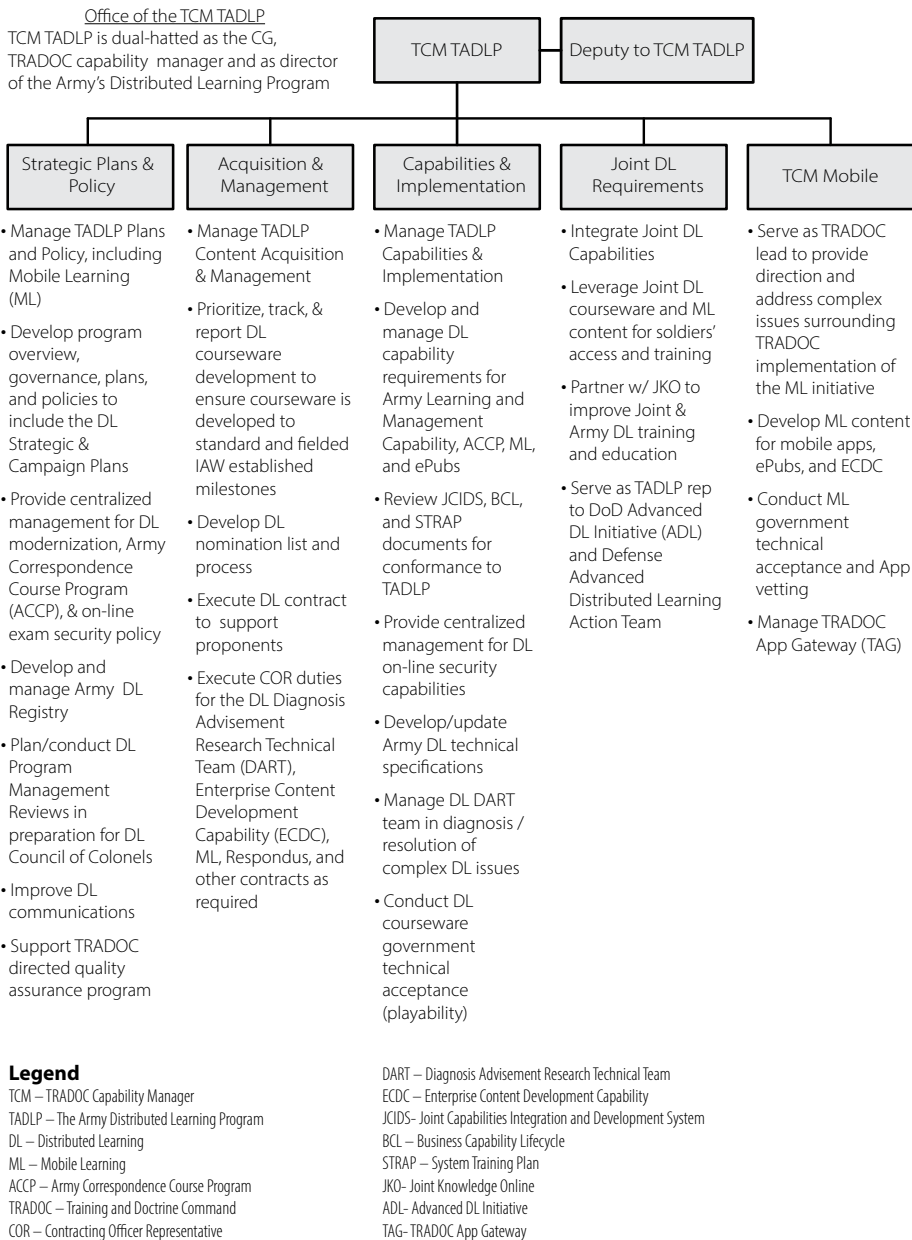 Office of the TCM TADLP
TCM TADLP is dual-hatted as the CG,
TRADOC capability manager and as director
of the Army's Distributed Learning Program
TCM TADLP
Deputy to TCM TADLP
Strategic Plans &
Policy
• Manage TADLP Plans
and Policy, including
Mobile Learning
(ML)
• Develop program
overview,
governance, plans,
and policies to
include the DL
Strategic &
Campaign Plans
• Provide centralized
management for DL
modernization, Army
Correspondence
Course Program
(ACCP), & on-line
exam security policy
• Develop and
manage Army DL
Registry
• Plan/conduct DL
Program
Management
Reviews in
preparation for DL
Council of Colonels
• Improve DL
communications
• Support TRADOC
directed quality
assurance program
Acquisition &
Management
• Manage TADLP
Content Acquisition
& Management
• Prioritize, track, &
report DL
courseware
development to
ensure courseware is
developed to
standard and fielded
IAW established
milestones
• Develop DL
nomination list and
process
• Execute DL contract
to support
proponents
• Execute COR duties
for the DL Diagnosis
Advisement
Research Technical
Team (DART),
Enterprise Content
Development
Capability (ECDC),
ML, Respondus, and
other contracts as
required
Capabilities &
Implementation
• Manage TADLP
Capabilities &
Implementation
• Develop and
manage DL
capability
requirements for
Army Learning and
Management
Capability, ACCP, ML,
and ePubs
• Review JCIDS, BCL,
and STRAP
documents for
conformance to
TADLP
• Provide centralized
management for DL
on-line security
capabilities
• Develop/update
Army DL technical
specifications
• Manage DL DART
team in diagnosis /
resolution of
complex DL issues
• Conduct DL
courseware
government
technical
acceptance
(playability)
Joint DL
Requirements
• Integrate Joint DL
Capabilities
• Leverage Joint DL
courseware and ML
content for soldiers'
access and training
• Partner w/ JKO to
improve Joint &
Army DL training
and education
• Serve as TADLP rep
to DoD Advanced
DL Initiative (ADL)
and Defense
Advanced
Distributed Learning
Action Team
TCM Mobile
• Serve as TRADOC
lead to provide
direction and
address complex
issues surrounding
TRADOC
implementation of
the ML initiative
• Develop ML content
for mobile apps,
ePubs, and ECDC
• Conduct ML
government
technical
acceptance and App
vetting
• Manage TRADOC
App Gateway (TAG)
Legend
TCM – TRADOC Capability Manager
TADLP – The Army Distributed Learning Program
DL – Distributed Learning
ML – Mobile Learning
ACCP – Army Correspondence Course Program
TRADOC – Training and Doctrine Command
COR – Contracting Officer Representative
DART – Diagnosis Advisement Research Technical Team
ECDC – Enterprise Content Development Capability
JCIDS- Joint Capabilities Integration and Development System
BCL – Business Capability Lifecycle
STRAP – System Training Plan
JKO- Joint Knowledge Online
ADL- Advanced DL Initiative
TAG- TRADOC App Gateway